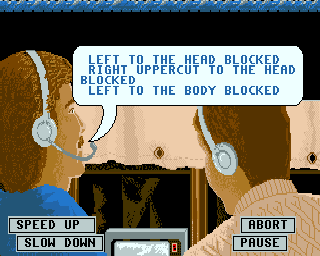 LEFT TO THE HEAD BLOCKED
RIGHT UPPERCUT TO THE HEAD
BLOCKED
LEFT TO THE BODY BLOCKED
SPEED UP
ABORT
SLOW DOWN
PAUSE